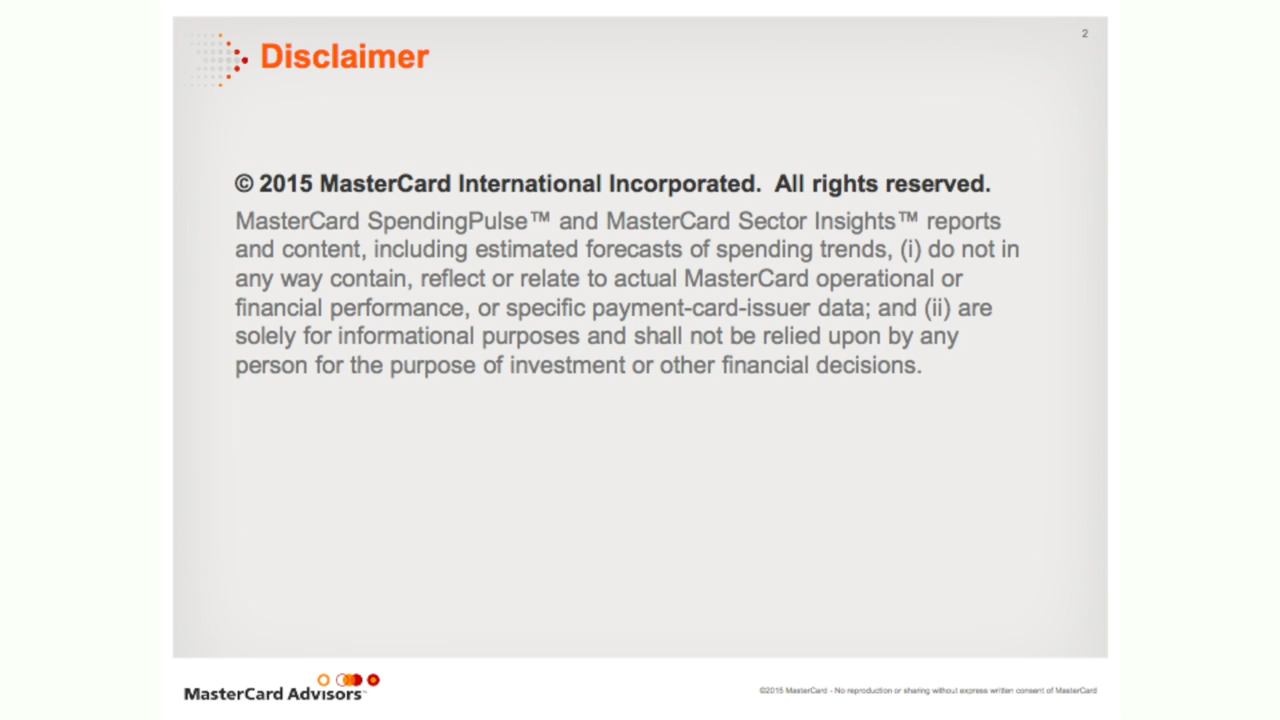 2
Disclaimer
© 2015 MasterCard International Incorporated.  All rights reserved.
MasterCard SpendingPulse™ and MasterCard Sector Insights™ reports
and content, including estimated forecasts of spending trends, (i) do not in
any way contain, reflect or relate to actual MasterCard operational or
financial performance, or specific payment-card-issuer data; and (ii) are
solely for informational purposes and shall not be relied upon by any
person for the purpose of investment or other financial decisions.
MasterCard Advisors™
©2015 MasterCard - No reproduction or sharing without express written consent of MasterCard